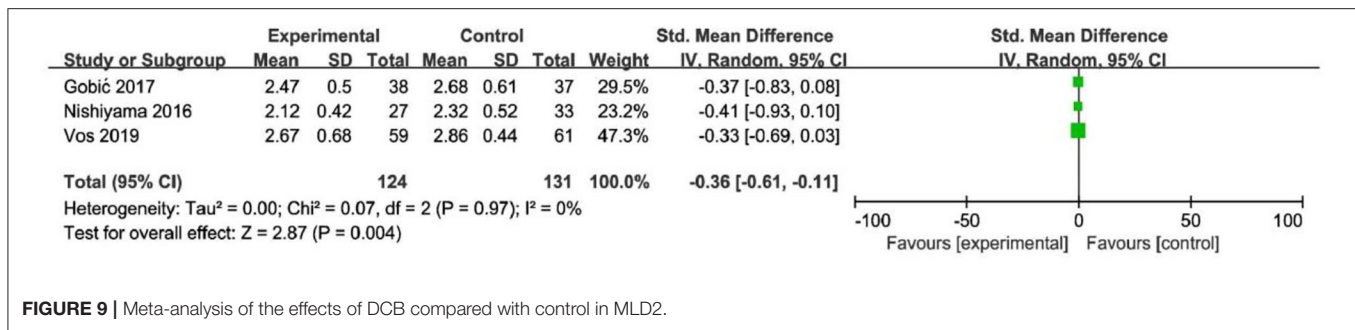 Experimental Control Std. Mean Difference Std. Mean Difference
Study or Subgroup Mean SD Total Mean SD Total Weight IV, Random, 95% CI IV, Random, 95% CI
Gobić 2017 2.47 0.5 38 2.68 0.61 37 29.5% -0.37 [-0.83, 0.08]
Nishiyama 2016 2.12 0.42 27 2.32 0.52 33 23.2% -0.41 [-0.93, 0.10]
Vos 2019 2.67 0.68 59 2.86 0.44 61 47.3% -0.33 [-0.69, 0.03]
Total (95% CI) 124 131 100.0% -0.36 [-0.61, -0.11]
Heterogeneity: Tau² = 0.00; Chi² = 0.07, df = 2 (P = 0.97); I² = 0%
Test for overall effect: Z = 2.87 (P = 0.004)
-100 -50 0 50 100
Favours [experimental] Favours [control]
FIGURE 9 | Meta-analysis of the effects of DCB compared with control in MLD2.